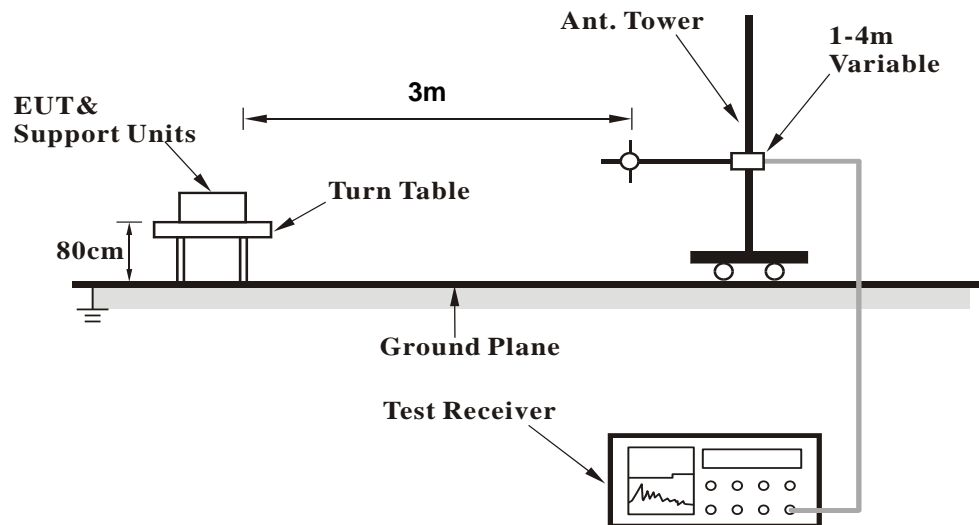 Ant. Tower
1-4m
Variable
3m
EUT&
Support Units
Turn Table
80cm
Ground Plane
Test Receiver